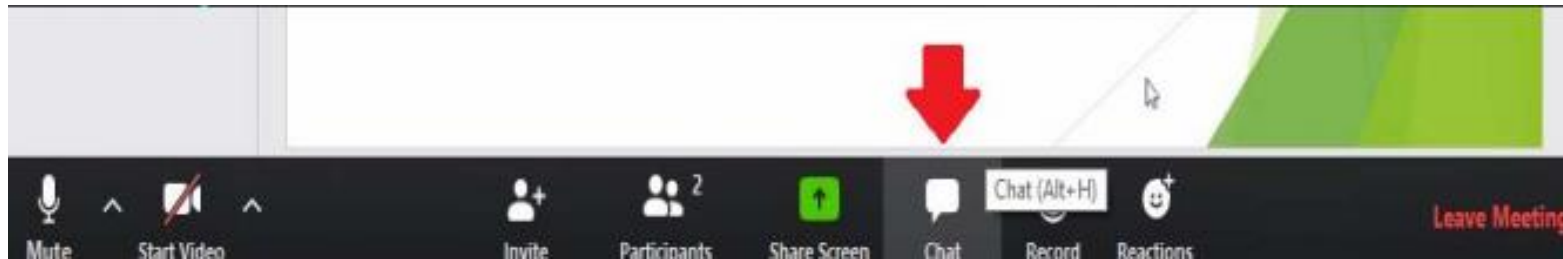 2
Chat (Alt+H)
Mute Start Video Invite Participants Share Screen Chat Record Reactions Leave Meeting